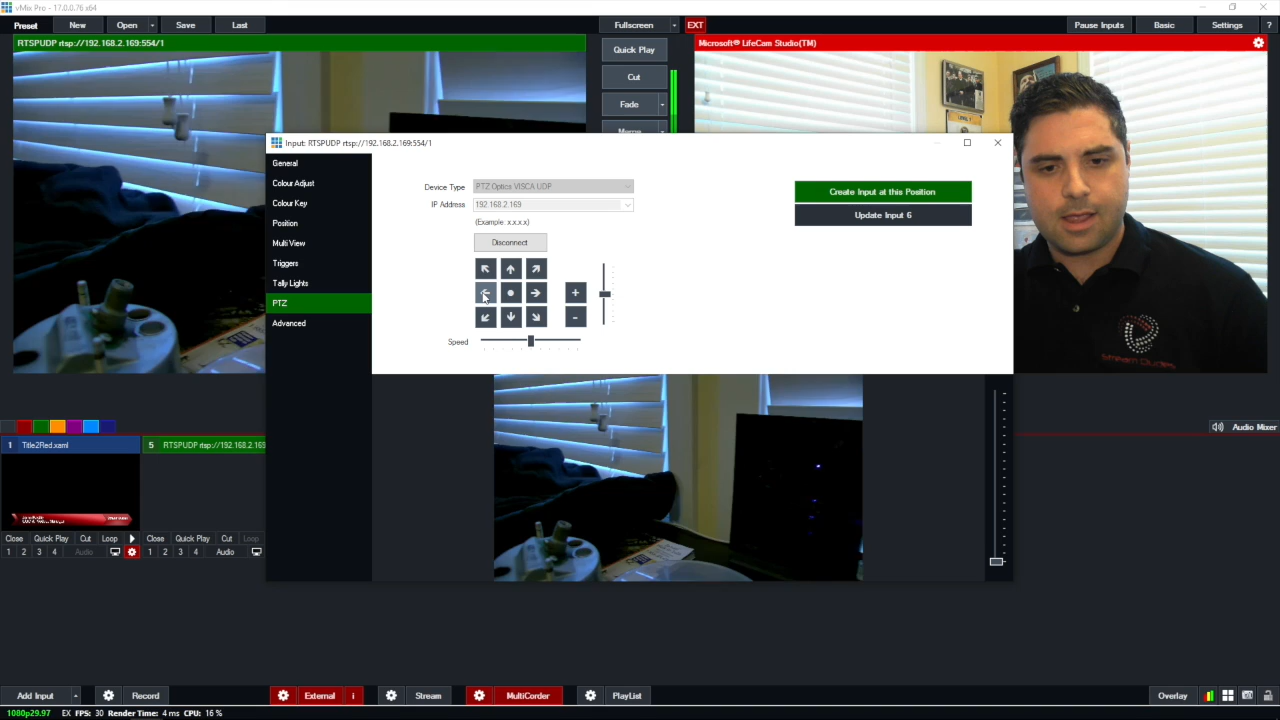 vMix Pro - 17.0.0.76 x64
Preset New Open Save Last Fullscreen EXT Pause Inputs Basic Settings ?
RTSPUDP rtsp://192.168.2.169:554/1
Quick Play
Cut
Fade
Merge
Microsoft® LifeCam Studio(TM)
Input: RTSPUDP rtsp://192.168.2.169:554/1
General
Colour Adjust
Colour Key
Position
Multi View
Triggers
Tally Lights
PTZ
Advanced
Device Type PTZ Optics VISCA UDP
IP Address 192.168.2.169
(Example: x.x.x.x)
Disconnect
+
-
Speed
Create Input at this Position
Update Input 6
Stream Geeks
Audio Mixer
1 Title2Red.xaml
5 RTSPUDP rtsp://192.168.2.169
Close Quick Play Cut Loop
1 2 3 4 Audio
Close Quick Play Cut Loop
1 2 3 4 Audio
Add Input Record External i Stream MultiCorder PlayList Overlay
1080p29.97 EX FPS: 30 Render Time: 4 ms CPU: 16 %